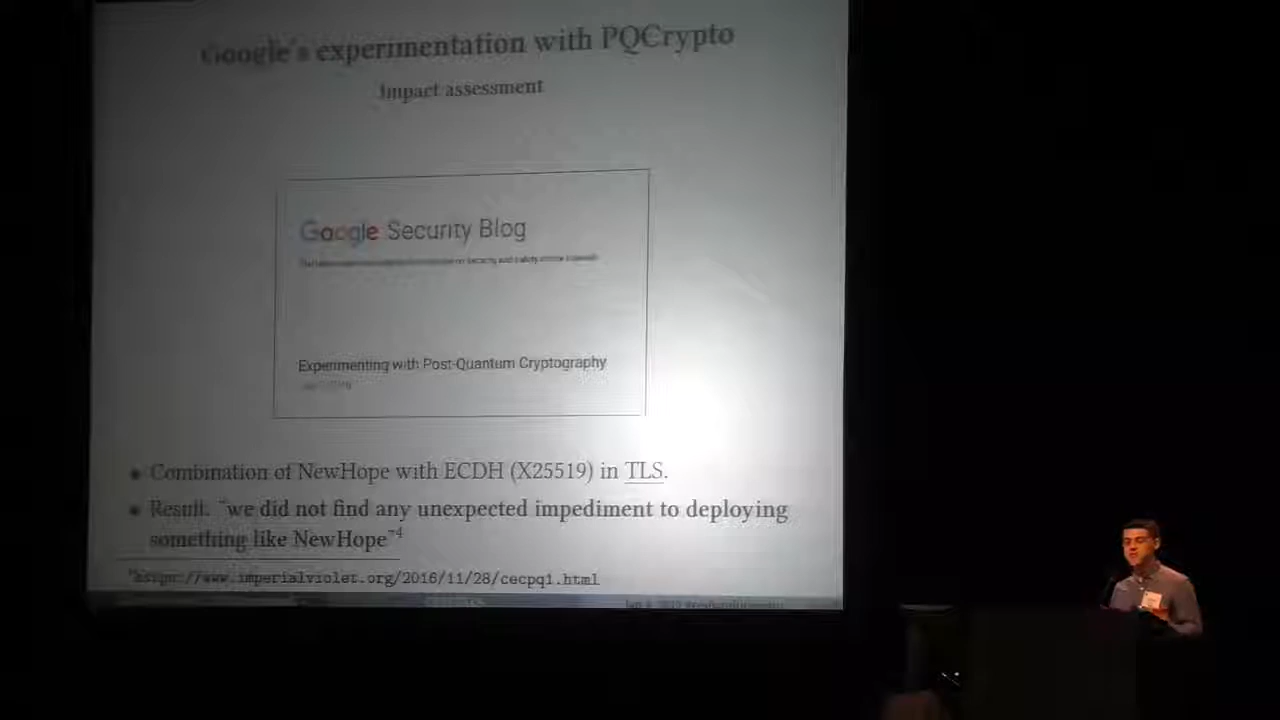 Google's experimentation with PQCrypto
Impact assessment
Google Security Blog
Experimenting with Post-Quantum Cryptography
• Combination of NewHope with ECDH (X25519) in TLS.
• Result. "we did not find any unexpected impediment to deploying
something like NewHope"4
4https://www.imperialviolet.org/2016/11/28/cecpq1.html